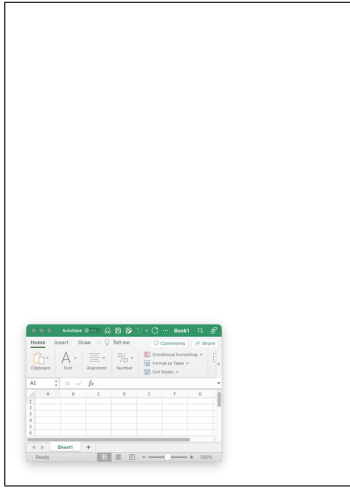 AutoSave Book1
Home Insert Draw Tell me Comments Share
Clipboard Font Alignment Number
Conditional Formatting
Format as Table
Cell Styles
A1 fx
A B C D E F G
1
2
3
4
5
6
Sheet1 +
Ready - + 100%